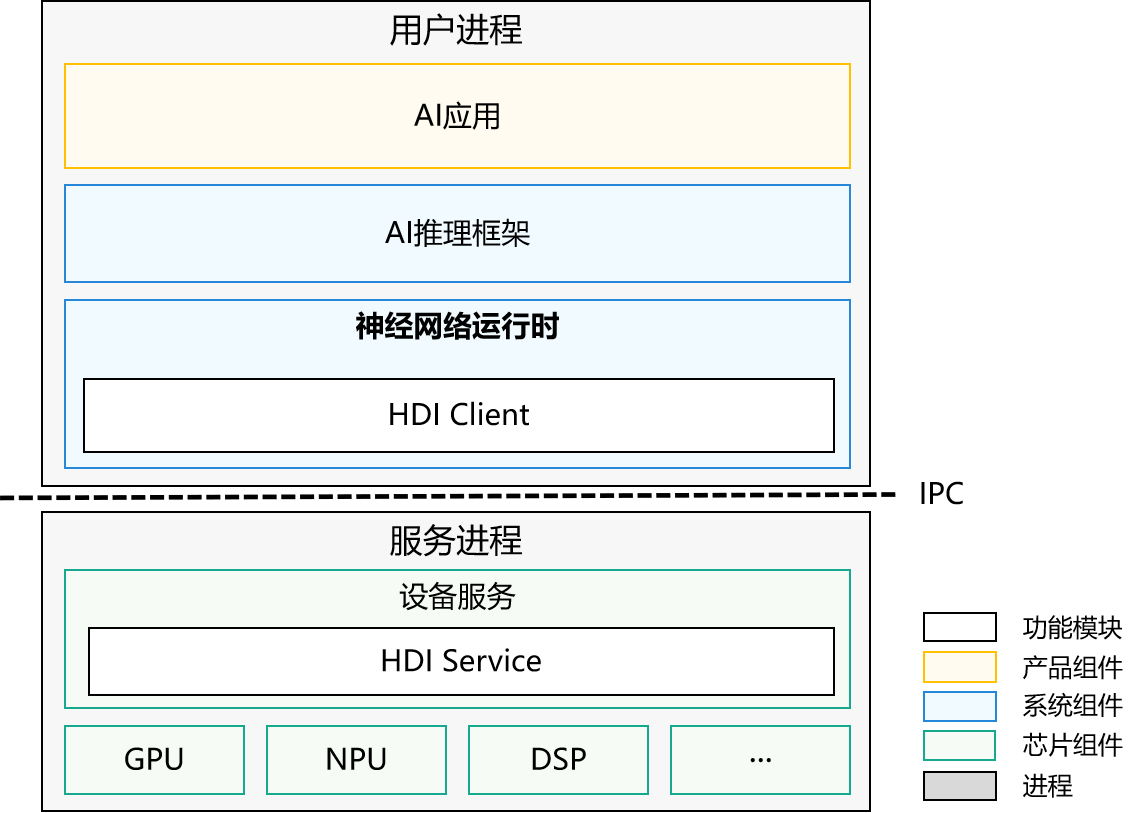 用户进程
AI应用
AI推理框架
神经网络运行时
HDI Client
IPC
服务进程
设备服务
HDI Service
GPU
NPU
DSP
...
功能模块
产品组件
系统组件
芯片组件
进程